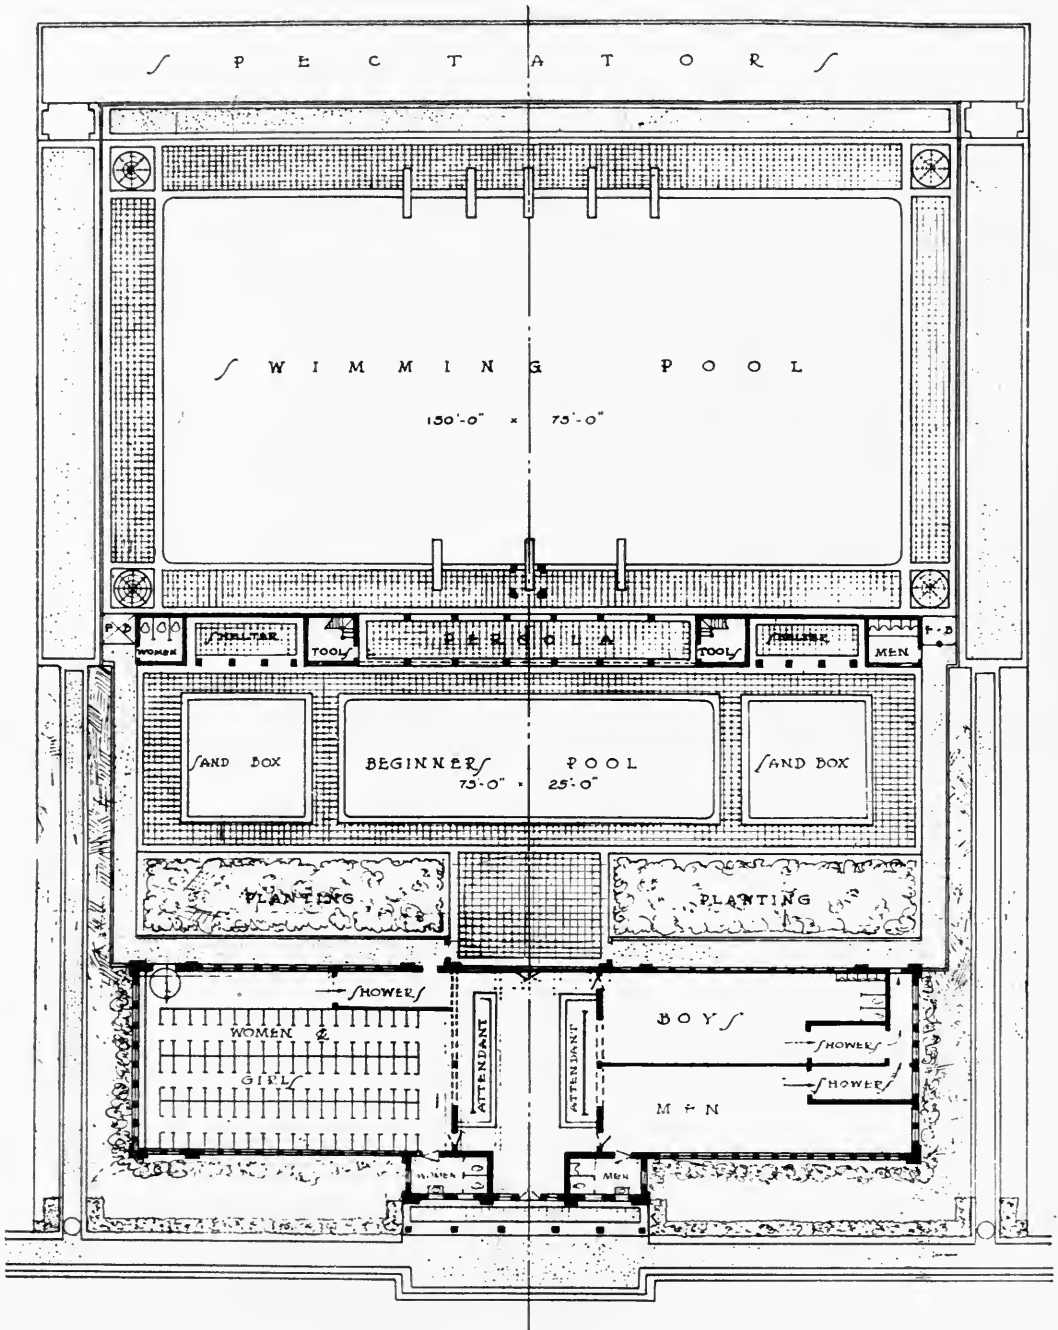 SPECTATORS
SWIMMING POOL
150'-0" × 75'-0"
WOMEN
SHELTER
TOOLS
PERGOLA
TOOLS
SHELTER
MEN
SAND BOX
BEGINNERS POOL
75'-0" × 25'-0"
SAND BOX
PLANTING
PLANTING
SHOWERS
WOMEN &
GIRLS
ATTENDANT
ATTENDANT
BOYS
SHOWERS
SHOWERS
MEN
WOMEN
MEN